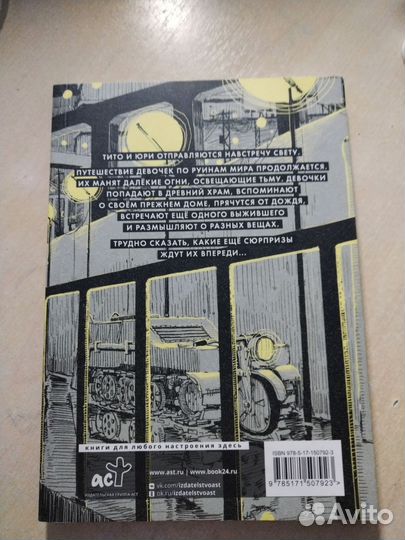 ТИТО И ЮРИ ОТПРАВЛЯЮТСЯ НАВСТРЕЧУ СВЕТУ.
ПУТЕШЕСТВИЕ ДЕВОЧЕК ПО РУИНАМ МИРА ПРОДОЛЖАЕТСЯ.
ИХ МАНЯТ ДАЛЁКИЕ ОГНИ, ОСВЕЩАЮЩИЕ ТЬМУ. ДЕВОЧКИ
ПОПАДАЮТ В ДРЕВНИЙ ХРАМ, ВСПОМИНАЮТ
О СВОЁМ ПРЕЖНЕМ ДОМЕ, ПРЯЧУТСЯ ОТ ДОЖДЯ,
ВСТРЕЧАЮТ ЕЩЁ ОДНОГО ВЫЖИВШЕГО
И РАЗМЫШЛЯЮТ О РАЗНЫХ ВЕЩАХ.
ТРУДНО СКАЗАТЬ, КАКИЕ ЕЩЁ СЮРПРИЗЫ
ЖДУТ ИХ ВПЕРЕДИ...
книги для любого настроения здесь
аст
ИЗДАТЕЛЬСКАЯ ГРУППА АСТ
www.ast.ru | www.book24.ru
vk.com/izdatelstvoast
ok.ru/izdatelstvoast
ISBN 978-5-17-150792-3
9 785171 507923 >
Avito